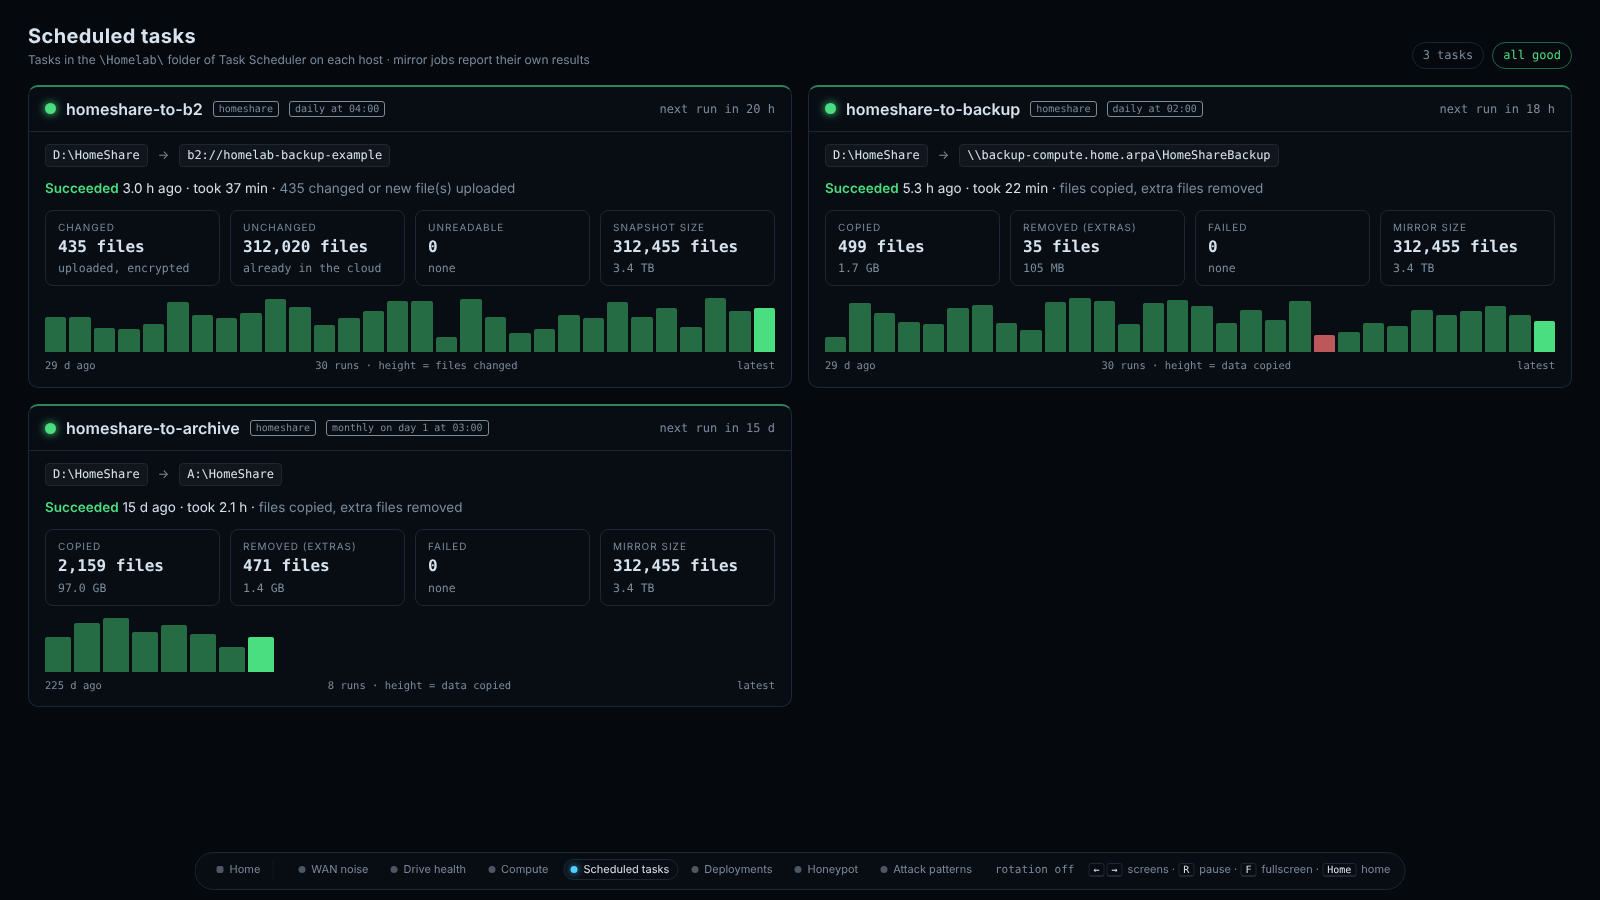 Scheduled tasks
Tasks in the \Homelab\ folder of Task Scheduler on each host · mirror jobs report their own results
3 tasks
all good
homeshare-to-b2 homeshare daily at 04:00 next run in 20 h
D:\HomeShare → b2://homelab-backup-example
Succeeded 3.0 h ago · took 37 min · 435 changed or new file(s) uploaded
CHANGED UNCHANGED UNREADABLE SNAPSHOT SIZE
435 files 312,020 files 0 312,455 files
uploaded, encrypted already in the cloud none 3.4 TB
29 d ago 30 runs · height = files changed latest
homeshare-to-backup homeshare daily at 02:00 next run in 18 h
D:\HomeShare → \\backup-compute.home.arpa\HomeShareBackup
Succeeded 5.3 h ago · took 22 min · files copied, extra files removed
COPIED REMOVED (EXTRAS) FAILED MIRROR SIZE
499 files 35 files 0 312,455 files
1.7 GB 105 MB none 3.4 TB
29 d ago 30 runs · height = data copied latest
homeshare-to-archive homeshare monthly on day 1 at 03:00 next run in 15 d
D:\HomeShare → A:\HomeShare
Succeeded 15 d ago · took 2.1 h · files copied, extra files removed
COPIED REMOVED (EXTRAS) FAILED MIRROR SIZE
2,159 files 471 files 0 312,455 files
97.0 GB 1.4 GB none 3.4 TB
225 d ago 8 runs · height = data copied latest
Home WAN noise Drive health Compute Scheduled tasks Deployments Honeypot Attack patterns rotation off ← → screens · R pause · F fullscreen · Home home